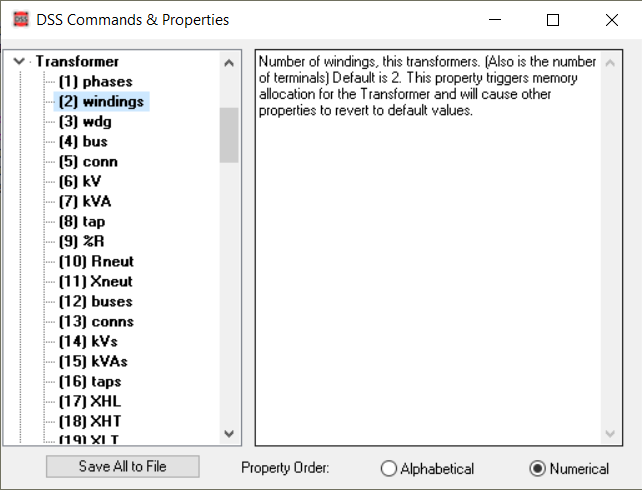 DSS
DSS Commands & Properties
Transformer
(1) phases
(2) windings
(3) wdg
(4) bus
(5) conn
(6) kV
(7) kVA
(8) tap
(9) %R
(10) Rneut
(11) Xneut
(12) buses
(13) conns
(14) kVs
(15) kVAs
(16) taps
(17) XHL
(18) XHT
(19) XLT
Number of windings, this transformers. (Also is the number
of terminals) Default is 2. This property triggers memory
allocation for the Transformer and will cause other
properties to revert to default values.
Save All to File
Property Order:
Alphabetical
Numerical